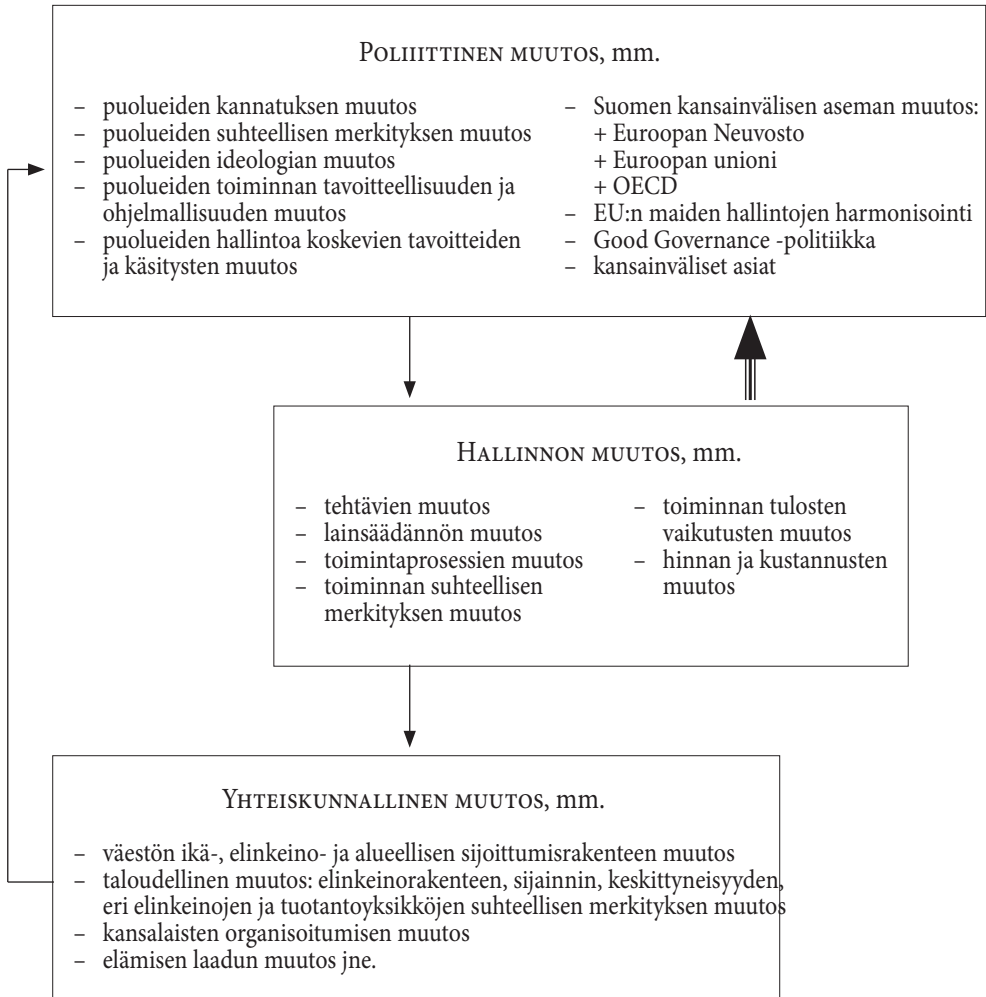 Poliittinen muutos, mm.
– puolueiden kannatuksen muutos
– puolueiden suhteellisen merkityksen muutos
– puolueiden ideologian muutos
– puolueiden toiminnan tavoitteellisuuden ja
ohjelmallisuuden muutos
– puolueiden hallintoa koskevien tavoitteiden
ja käsitysten muutos
– Suomen kansainvälisen aseman muutos:
+ Euroopan Neuvosto
+ Euroopan unioni
+ OECD
– EU:n maiden hallintojen harmonisointi
– Good Governance -politiikka
– kansainväliset asiat
Hallinnon muutos, mm.
– tehtävien muutos
– lainsäädännön muutos
– toimintaprosessien muutos
– toiminnan suhteellisen
merkityksen muutos
– toiminnan tulosten
vaikutusten muutos
– hinnan ja kustannusten
muutos
Yhteiskunnallinen muutos, mm.
– väestön ikä-, elinkeino- ja alueellisen sijoittumisrakenteen muutos
– taloudellinen muutos: elinkeinorakenteen, sijainnin, keskittyneisyyden,
eri elinkeinojen ja tuotantoyksikköjen suhteellisen merkityksen muutos
– kansalaisten organisoitumisen muutos
– elämisen laadun muutos jne.